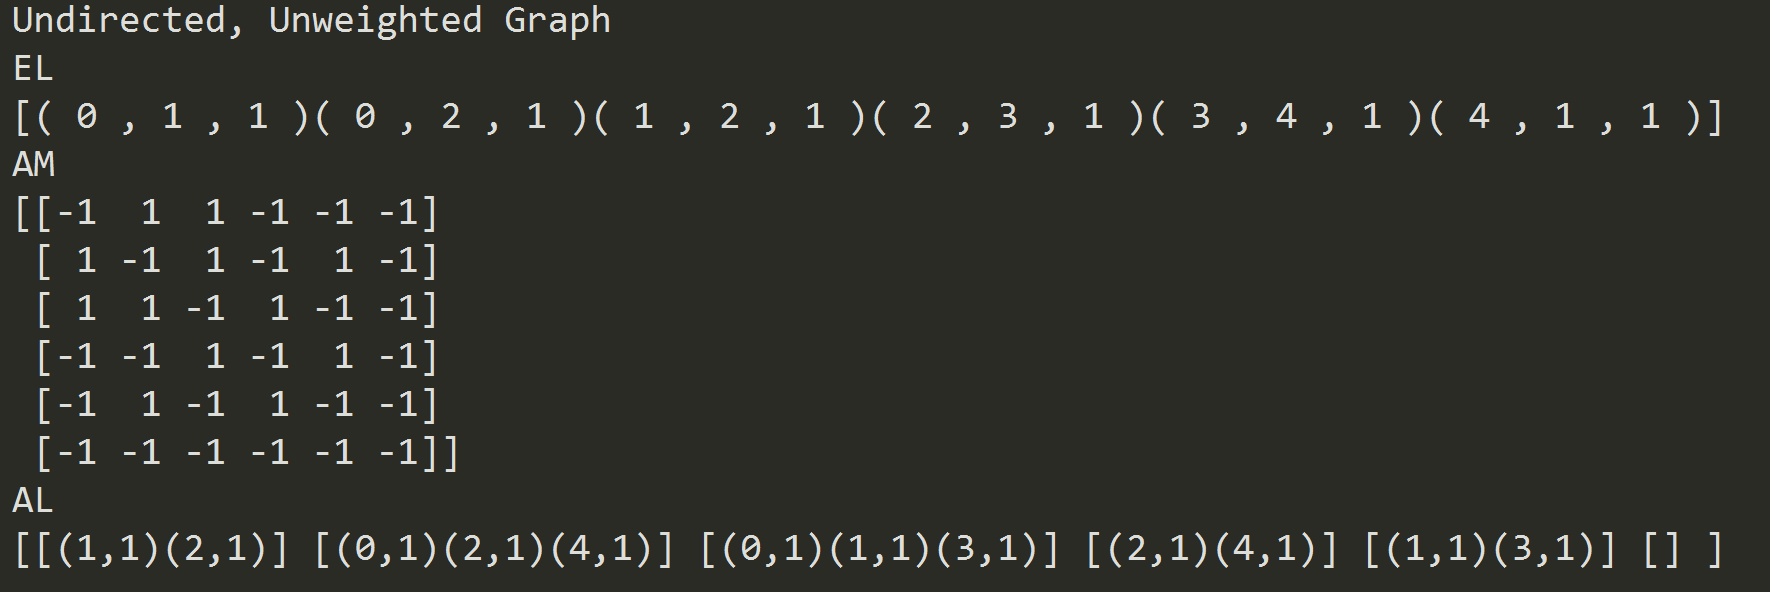 Undirected, Unweighted Graph
EL
[( 0 , 1 , 1 )( 0 , 2 , 1 )( 1 , 2 , 1 )( 2 , 3 , 1 )( 3 , 4 , 1 )( 4 , 1 , 1 )]
AM
[[-1  1  1 -1 -1 -1]
 [ 1 -1  1 -1  1 -1]
 [ 1  1 -1  1 -1 -1]
 [-1 -1  1 -1  1 -1]
 [-1  1 -1  1 -1 -1]
 [-1 -1 -1 -1 -1 -1]]
AL
[[(1,1)(2,1)] [(0,1)(2,1)(4,1)] [(0,1)(1,1)(3,1)] [(2,1)(4,1)] [(1,1)(3,1)] [] ]